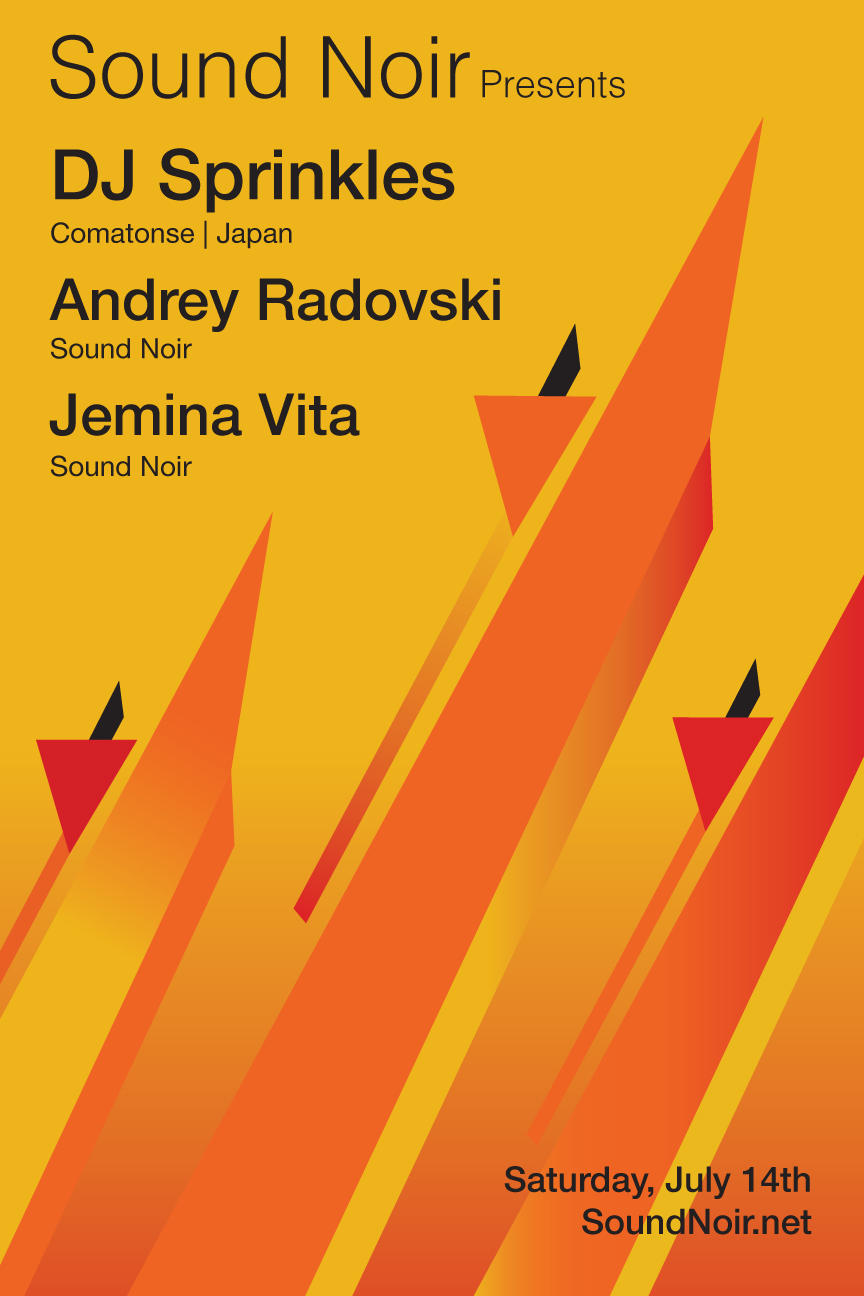 Sound Noir Presents
DJ Sprinkles
Comatonse | Japan
Andrey Radovski
Sound Noir
Jemina Vita
Sound Noir
Saturday, July 14th
SoundNoir.net